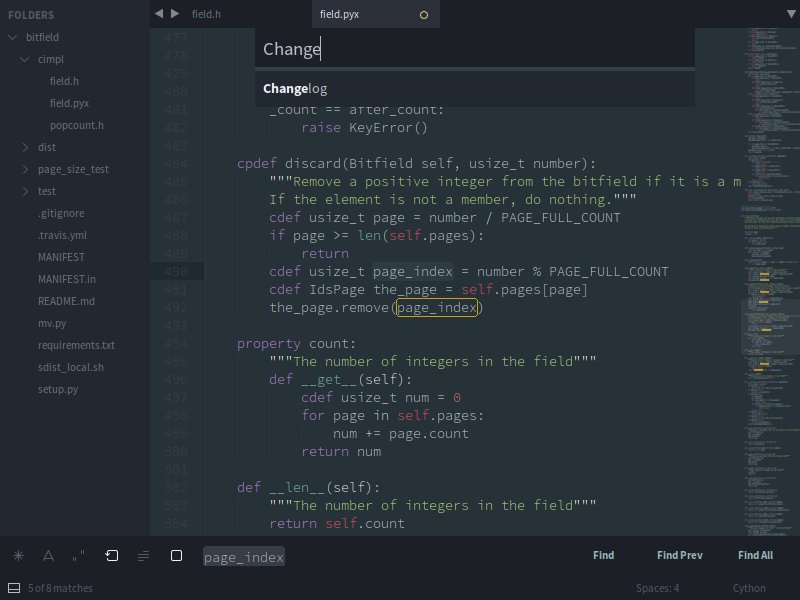 FOLDERS
bitfield
cimpl
field.h
field.pyx
popcount.h
dist
page_size_test
test
.gitignore
.travis.yml
MANIFEST
MANIFEST.in
README.md
mv.py
requirements.txt
sdist_local.sh
setup.py
field.h
field.pyx
Change
Changelog
477
478
479
480
481 _count == after_count:
482 raise KeyError()
483
484 cpdef discard(Bitfield self, usize_t number):
485 """Remove a positive integer from the bitfield if it is a m
486 If the element is not a member, do nothing."""
487 cdef usize_t page = number / PAGE_FULL_COUNT
488 if page >= len(self.pages):
489 return
490 cdef usize_t page_index = number % PAGE_FULL_COUNT
491 cdef IdsPage the_page = self.pages[page]
492 the_page.remove(page_index)
493
494 property count:
495 """The number of integers in the field"""
496 def __get__(self):
497 cdef usize_t num = 0
498 for page in self.pages:
499 num += page.count
500 return num
501
502 def __len__(self):
503 """The number of integers in the field"""
504 return self.count
page_index
Find
Find Prev
Find All
5 of 8 matches
Spaces: 4
Cython